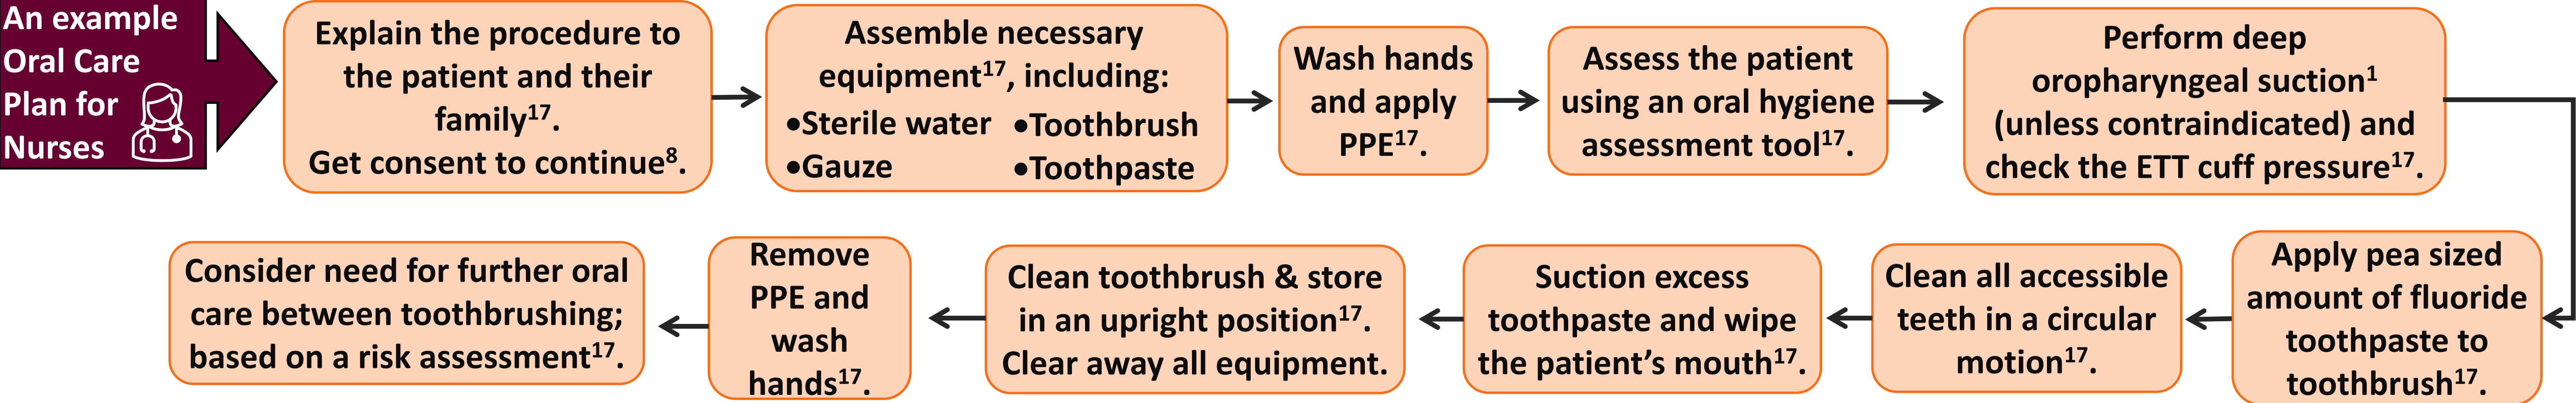 An example
Oral Care
Plan for
Nurses
Explain the procedure to
the patient and their
family¹⁷.
Get consent to continue⁸.
Assemble necessary
equipment¹⁷, including:
•Sterile water
•Gauze
•Toothbrush
•Toothpaste
Wash hands
and apply
PPE¹⁷.
Assess the patient
using an oral hygiene
assessment tool¹⁷.
Perform deep
oropharyngeal suction¹
(unless contraindicated) and
check the ETT cuff pressure¹⁷.
Apply pea sized
amount of fluoride
toothpaste to
toothbrush¹⁷.
Clean all accessible
teeth in a circular
motion¹⁷.
Suction excess
toothpaste and wipe
the patient’s mouth¹⁷.
Clean toothbrush & store
in an upright position¹⁷.
Clear away all equipment.
Remove
PPE and
wash
hands¹⁷.
Consider need for further oral
care between toothbrushing;
based on a risk assessment¹⁷.